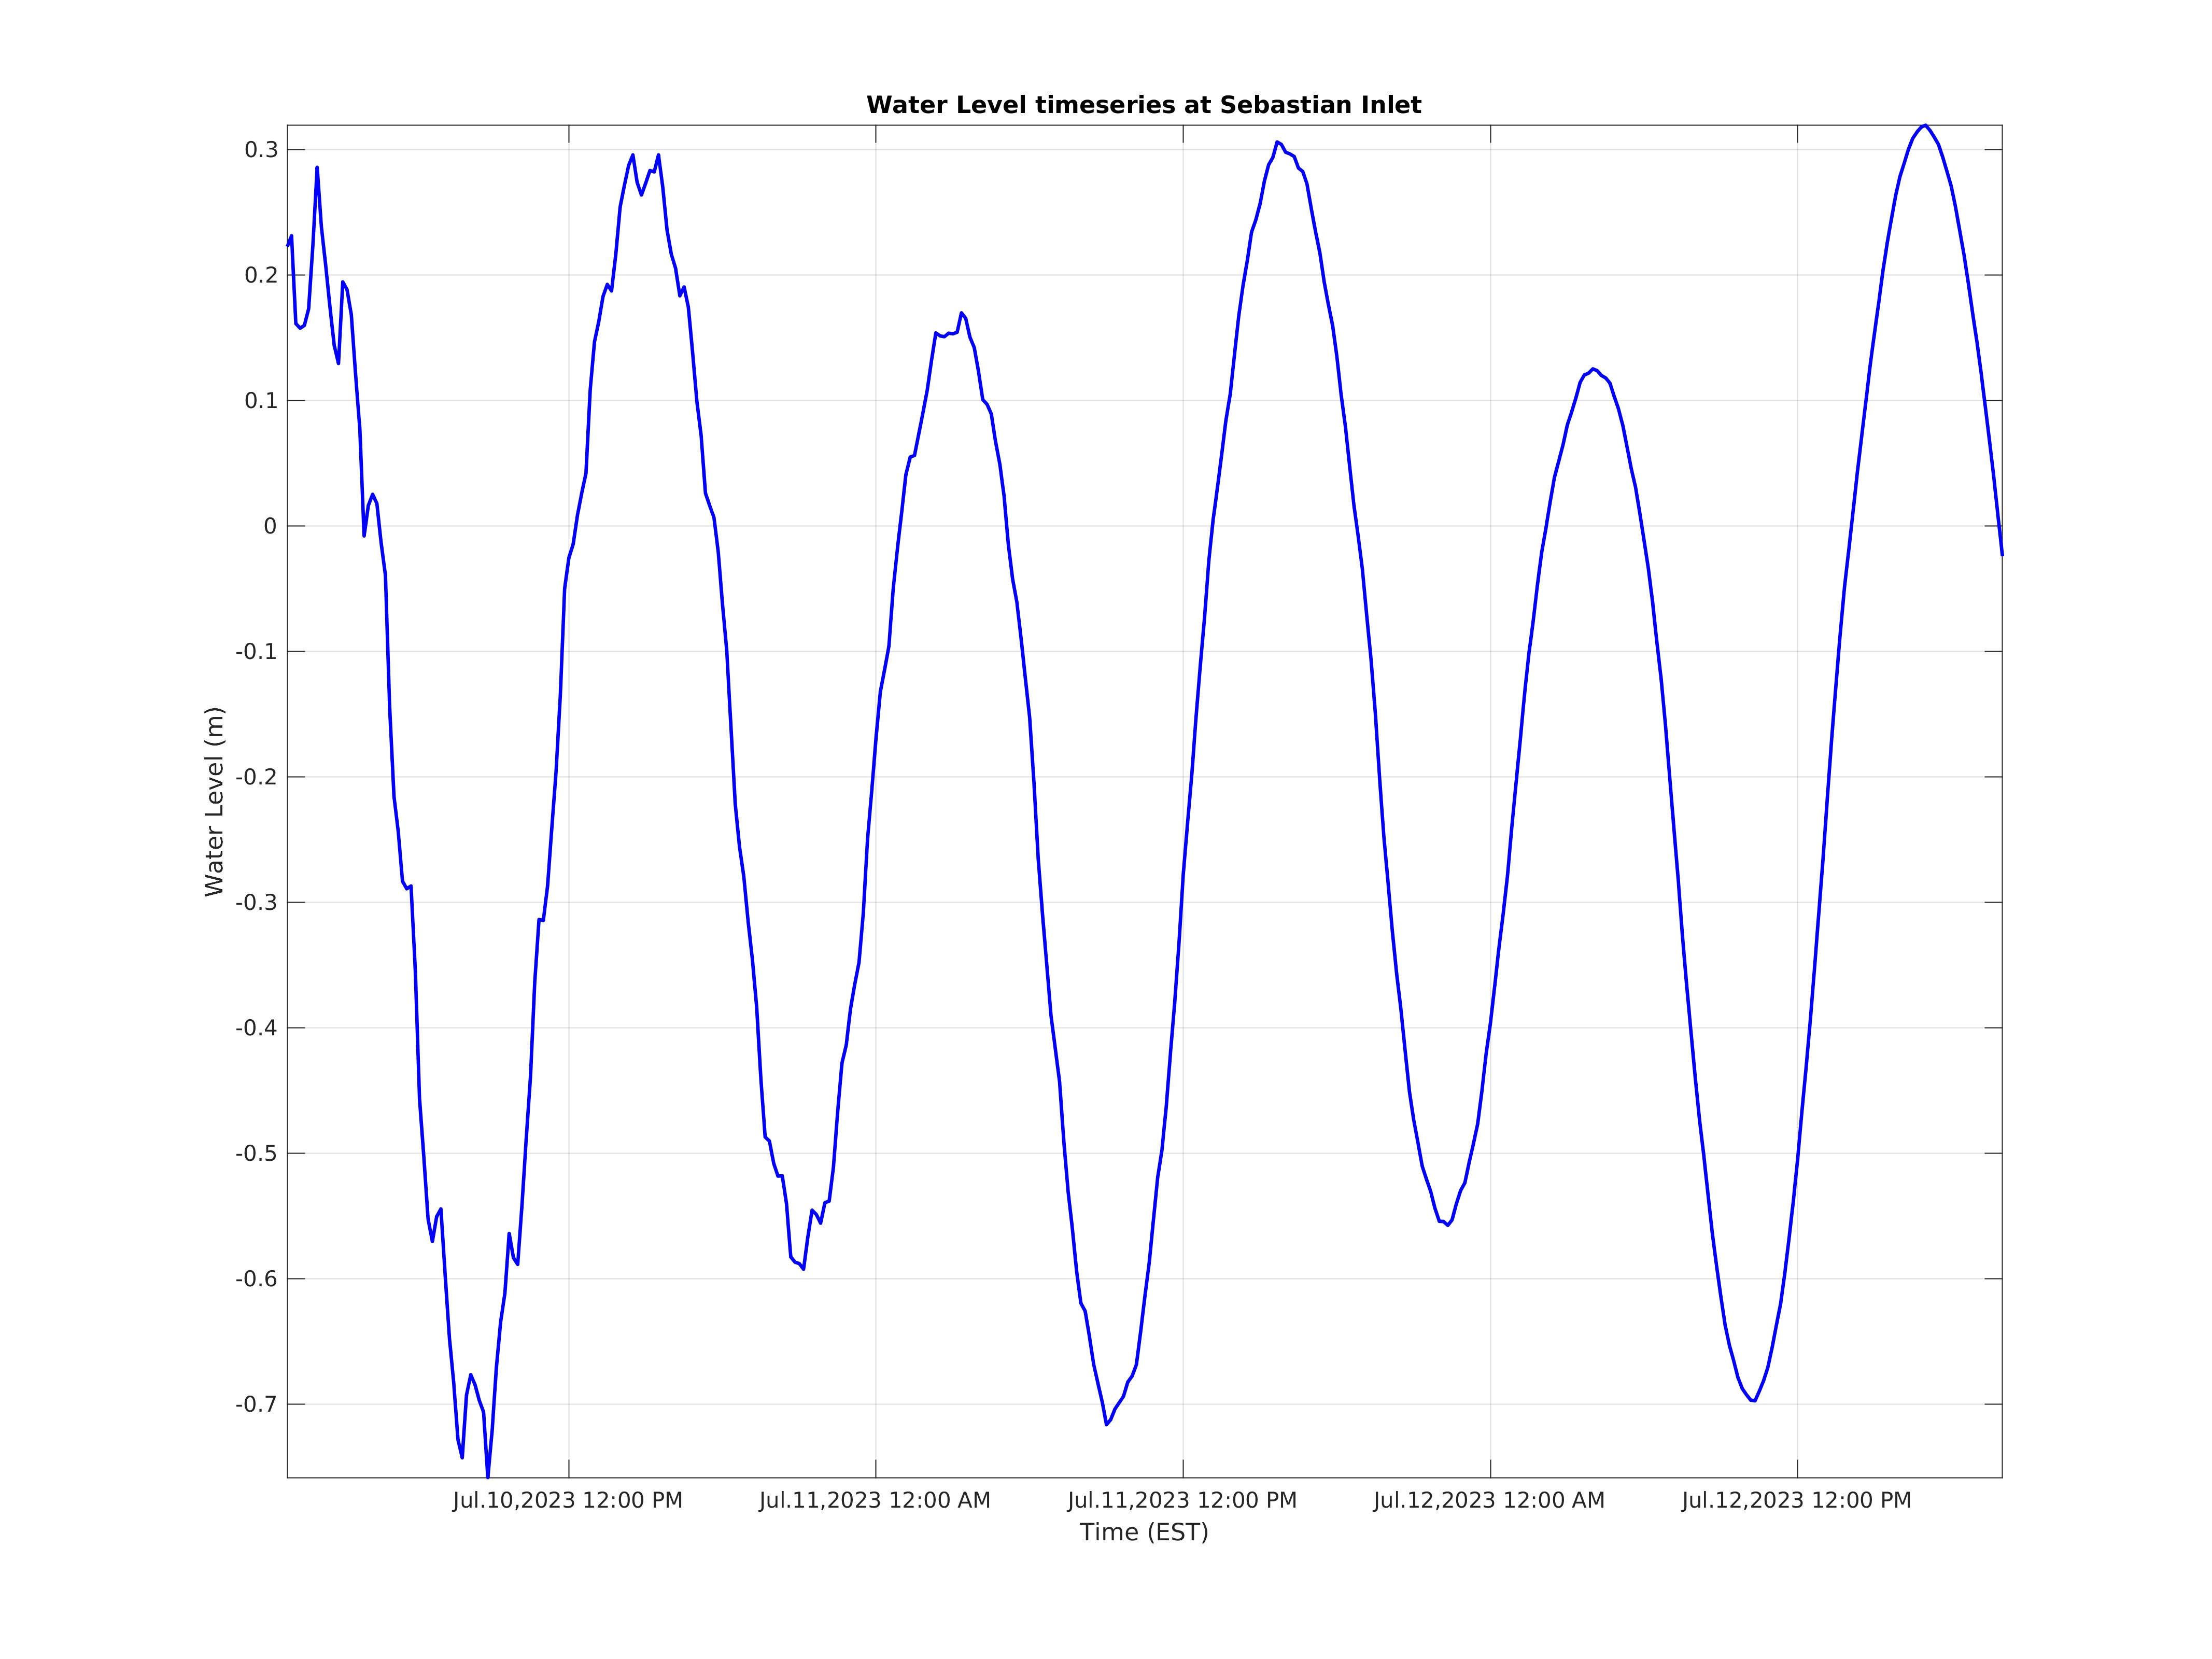 Water Level timeseries at Sebastian Inlet
0.3
0.2
0.1
0
-0.1
-0.2
-0.3
-0.4
-0.5
-0.6
-0.7
Water Level (m)
Jul.10,2023 12:00 PM
Jul.11,2023 12:00 AM
Jul.11,2023 12:00 PM
Jul.12,2023 12:00 AM
Jul.12,2023 12:00 PM
Time (EST)